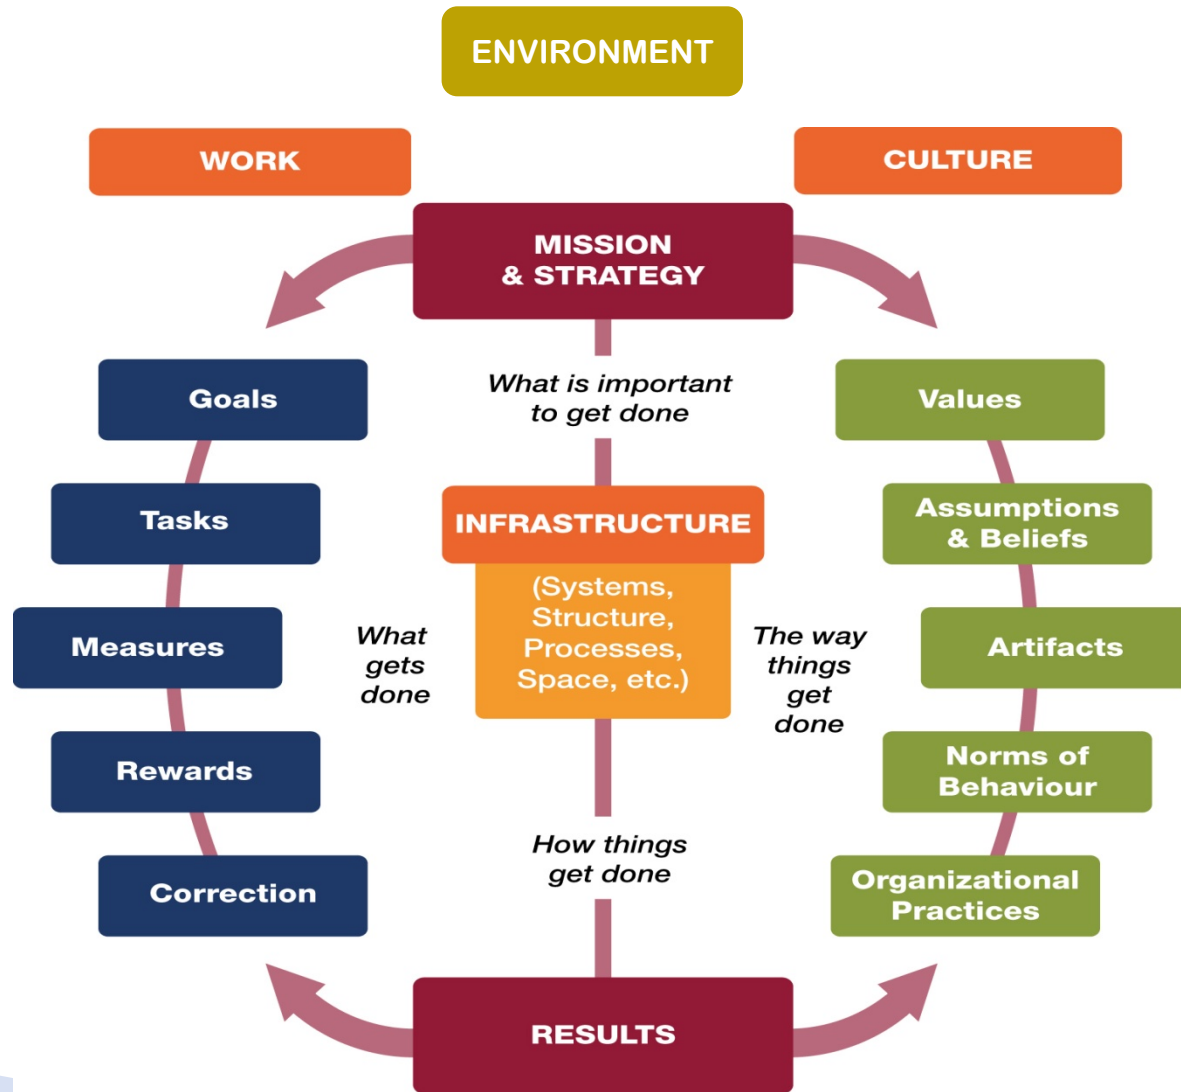 ENVIRONMENT
WORK
CULTURE
MISSION
& STRATEGY
Goals
What is important
to get done
Values
Tasks
INFRASTRUCTURE
(Systems,
Structure,
Processes,
Space, etc.)
Assumptions
& Beliefs
Measures
What
gets
done
The way
things
get
done
Artifacts
Rewards
Norms of
Behaviour
How things
get done
Correction
Organizational
Practices
RESULTS